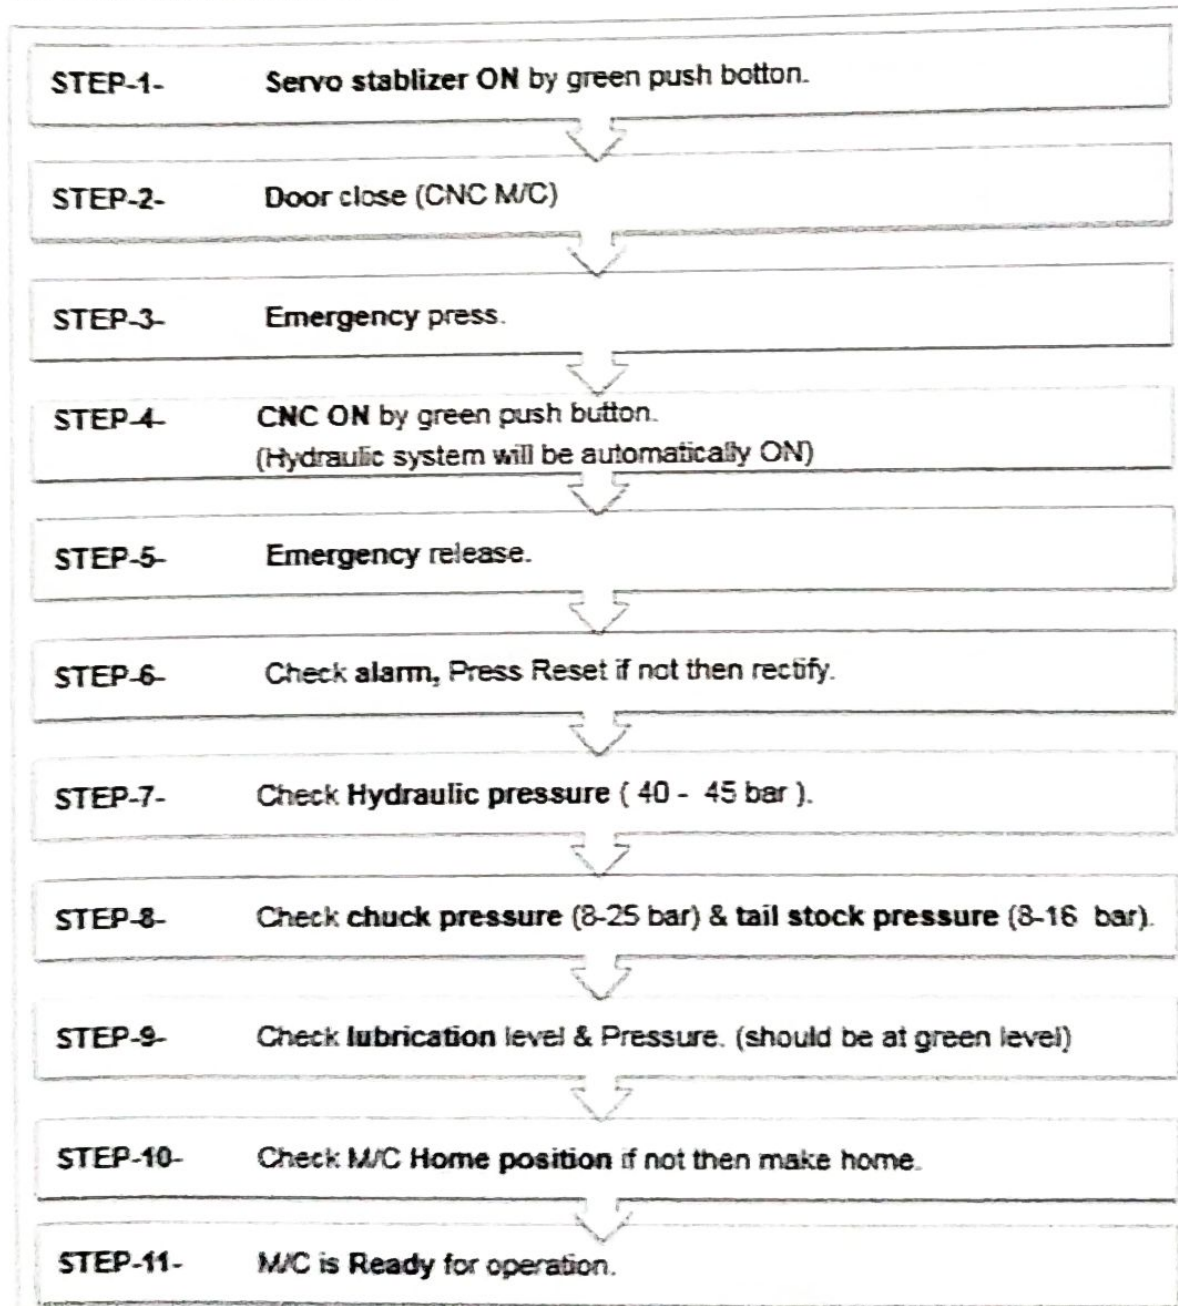 STEP-1- Servo stablizer ON by green push botton.
STEP-2- Door close (CNC M/C)
STEP-3- Emergency press.
STEP-4- CNC ON by green push button.
(Hydraulic system will be automatically ON)
STEP-5- Emergency release.
STEP-6- Check alarm, Press Reset if not then rectify.
STEP-7- Check Hydraulic pressure ( 40 - 45 bar ).
STEP-8- Check chuck pressure (8-25 bar) & tail stock pressure (8-16 bar).
STEP-9- Check lubrication level & Pressure. (should be at green level)
STEP-10- Check M/C Home position if not then make home.
STEP-11- M/C is Ready for operation.